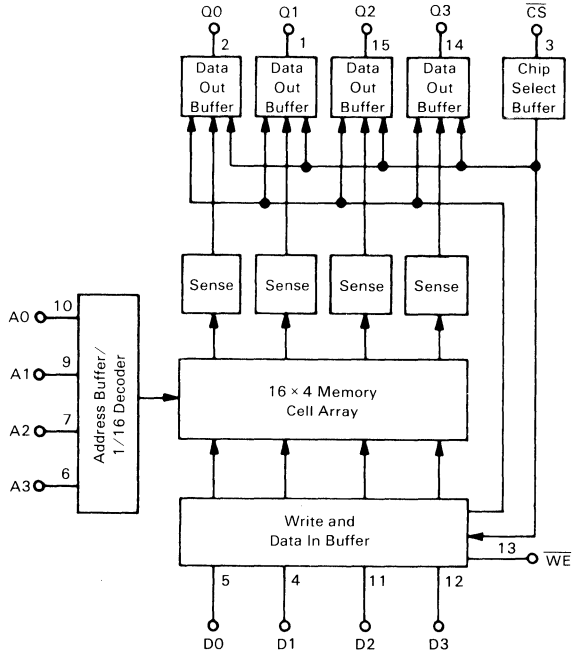 Q0 Q1 Q2 Q3 C̅S̅
2 1 15 14 3
Data Out Buffer
Data Out Buffer
Data Out Buffer
Data Out Buffer
Chip Select Buffer
Sense Sense Sense Sense
A0 10
A1 9
A2 7
A3 6
Address Buffer/
1/16 Decoder
16 × 4 Memory
Cell Array
Write and
Data In Buffer
13 W̅E̅
5 4 11 12
D0 D1 D2 D3